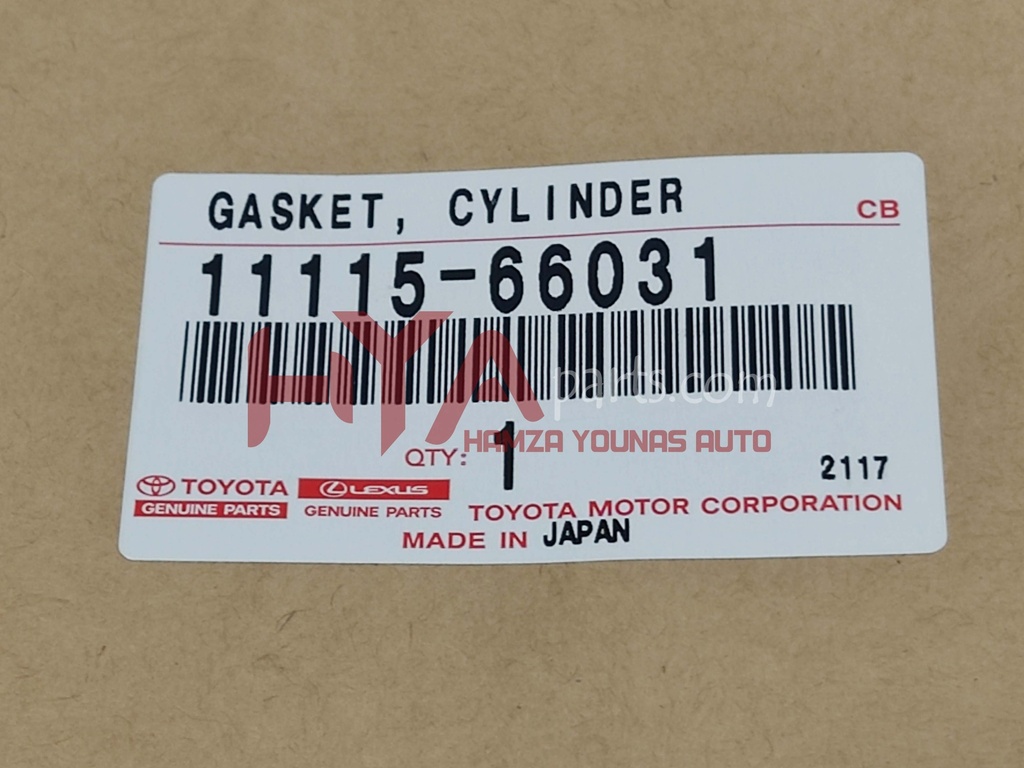 GASKET, CYLINDER
CB
11115-66031
HYA parts.com
HAMZA YOUNAS AUTO
QTY: 1
2117
TOYOTA
GENUINE PARTS
LEXUS
GENUINE PARTS
TOYOTA MOTOR CORPORATION
MADE IN JAPAN